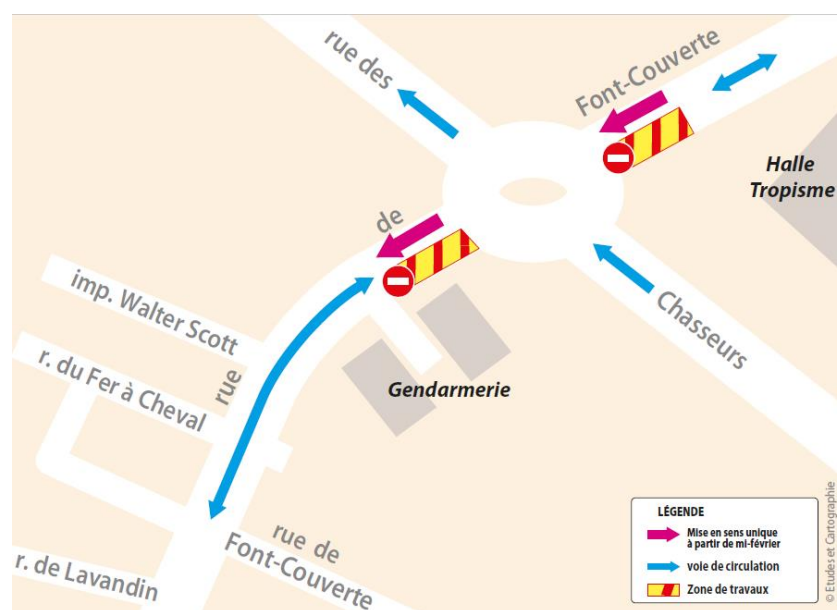 rue des
Font-Couverte
Halle
Tropisme
de
imp. Walter Scott
Chasseurs
r. du Fer à Cheval
rue
Gendarmerie
rue de
Font-Couverte
r. de Lavandin
LÉGENDE
Mise en sens unique
à partir de mi-février
voie de circulation
Zone de travaux
© Etudes et Cartographie